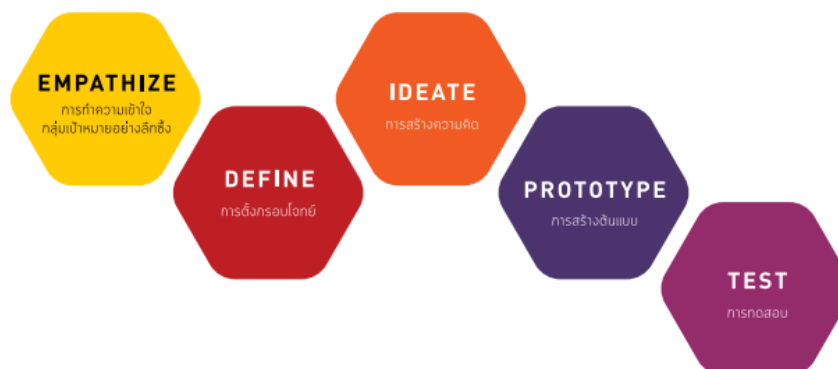 EMPATHIZE
การทำความเข้าใจ
กลุ่มเป้าหมายอย่างลึกซึ้ง
DEFINE
การตั้งกรอบโจทย์
IDEATE
การสร้างความคิด
PROTOTYPE
การสร้างต้นแบบ
TEST
การทดสอบ